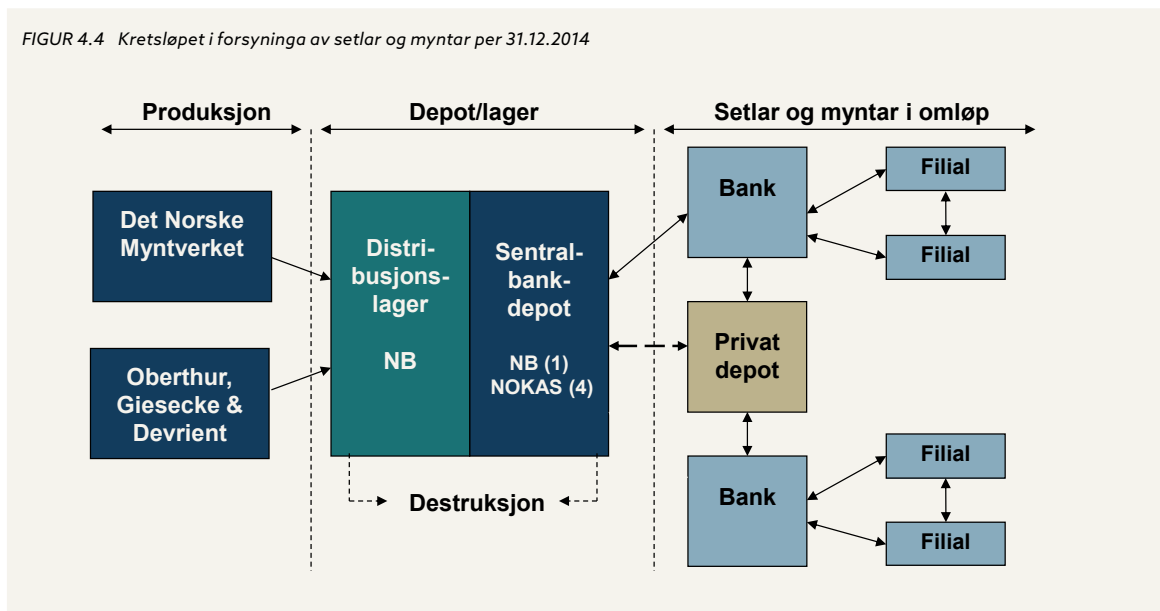 FIGUR 4.4 Kretsløpet i forsyninga av setlar og myntar per 31.12.2014
Produksjon
Depot/lager
Setlar og myntar i omløp
Det Norske
Myntverket
Oberthur,
Giesecke &
Devrient
Distri-
busjons-
lager
NB
Sentral-
bank-
depot
NB (1)
NOKAS (4)
Destruksjon
Bank
Filial
Filial
Privat
depot
Bank
Filial
Filial